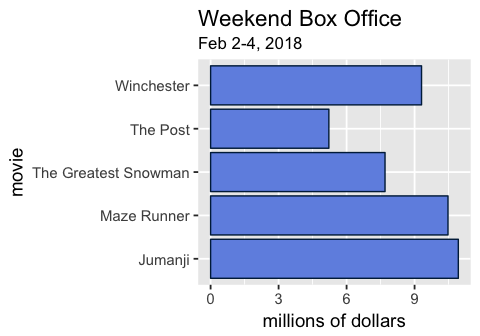 Weekend Box Office
Feb 2-4, 2018
movie
Winchester
The Post
The Greatest Snowman
Maze Runner
Jumanji
0 3 6 9
millions of dollars